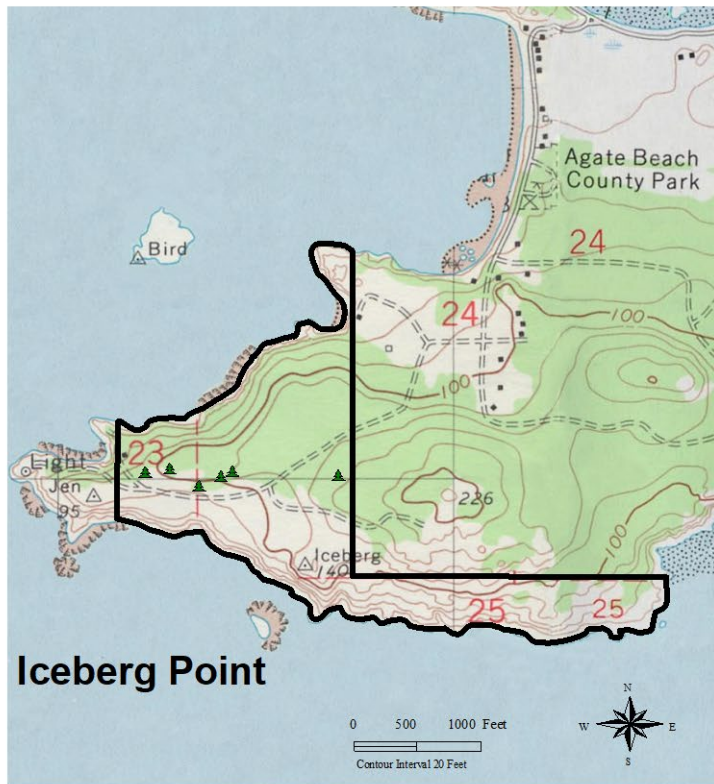 Agate Beach
County Park
24
Bird
24
100
100
23
Light
Jen
95
226
100
Iceberg
140
25
25
Iceberg Point
N
W E
S
0 500 1000 Feet
Contour Interval 20 Feet